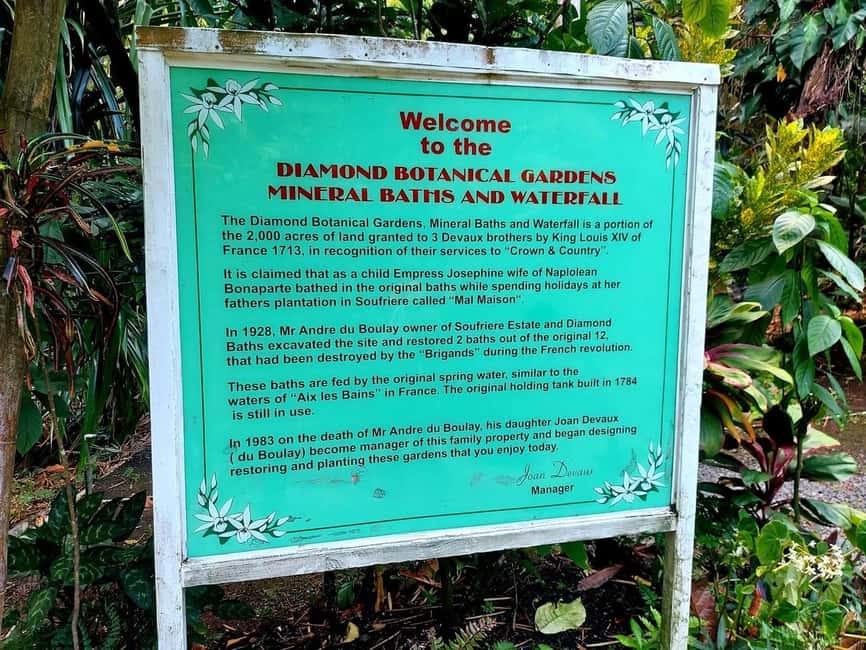 Welcome
to the
DIAMOND BOTANICAL GARDENS
MINERAL BATHS AND WATERFALL
The Diamond Botanical Gardens, Mineral Baths and Waterfall is a portion of
the 2,000 acres of land granted to 3 Devaux brothers by King Louis XIV of
France 1713, in recognition of their services to "Crown & Country".
It is claimed that as a child Empress Josephine wife of Naplolean
Bonaparte bathed in the original baths while spending holidays at her
fathers plantation in Soufriere called "Mal Maison".
In 1928, Mr Andre du Boulay owner of Soufriere Estate and Diamond
Baths excavated the site and restored 2 baths out of the original 12,
that had been destroyed by the "Brigands" during the French revolution.
These baths are fed by the original spring water, similar to the
waters of "Aix les Bains" in France. The original holding tank built in 1784
is still in use.
In 1983 on the death of Mr Andre du Boulay, his daughter Joan Devaux
( du Boulay) become manager of this family property and began designing
restoring and planting these gardens that you enjoy today.
Joan Devaux
Manager